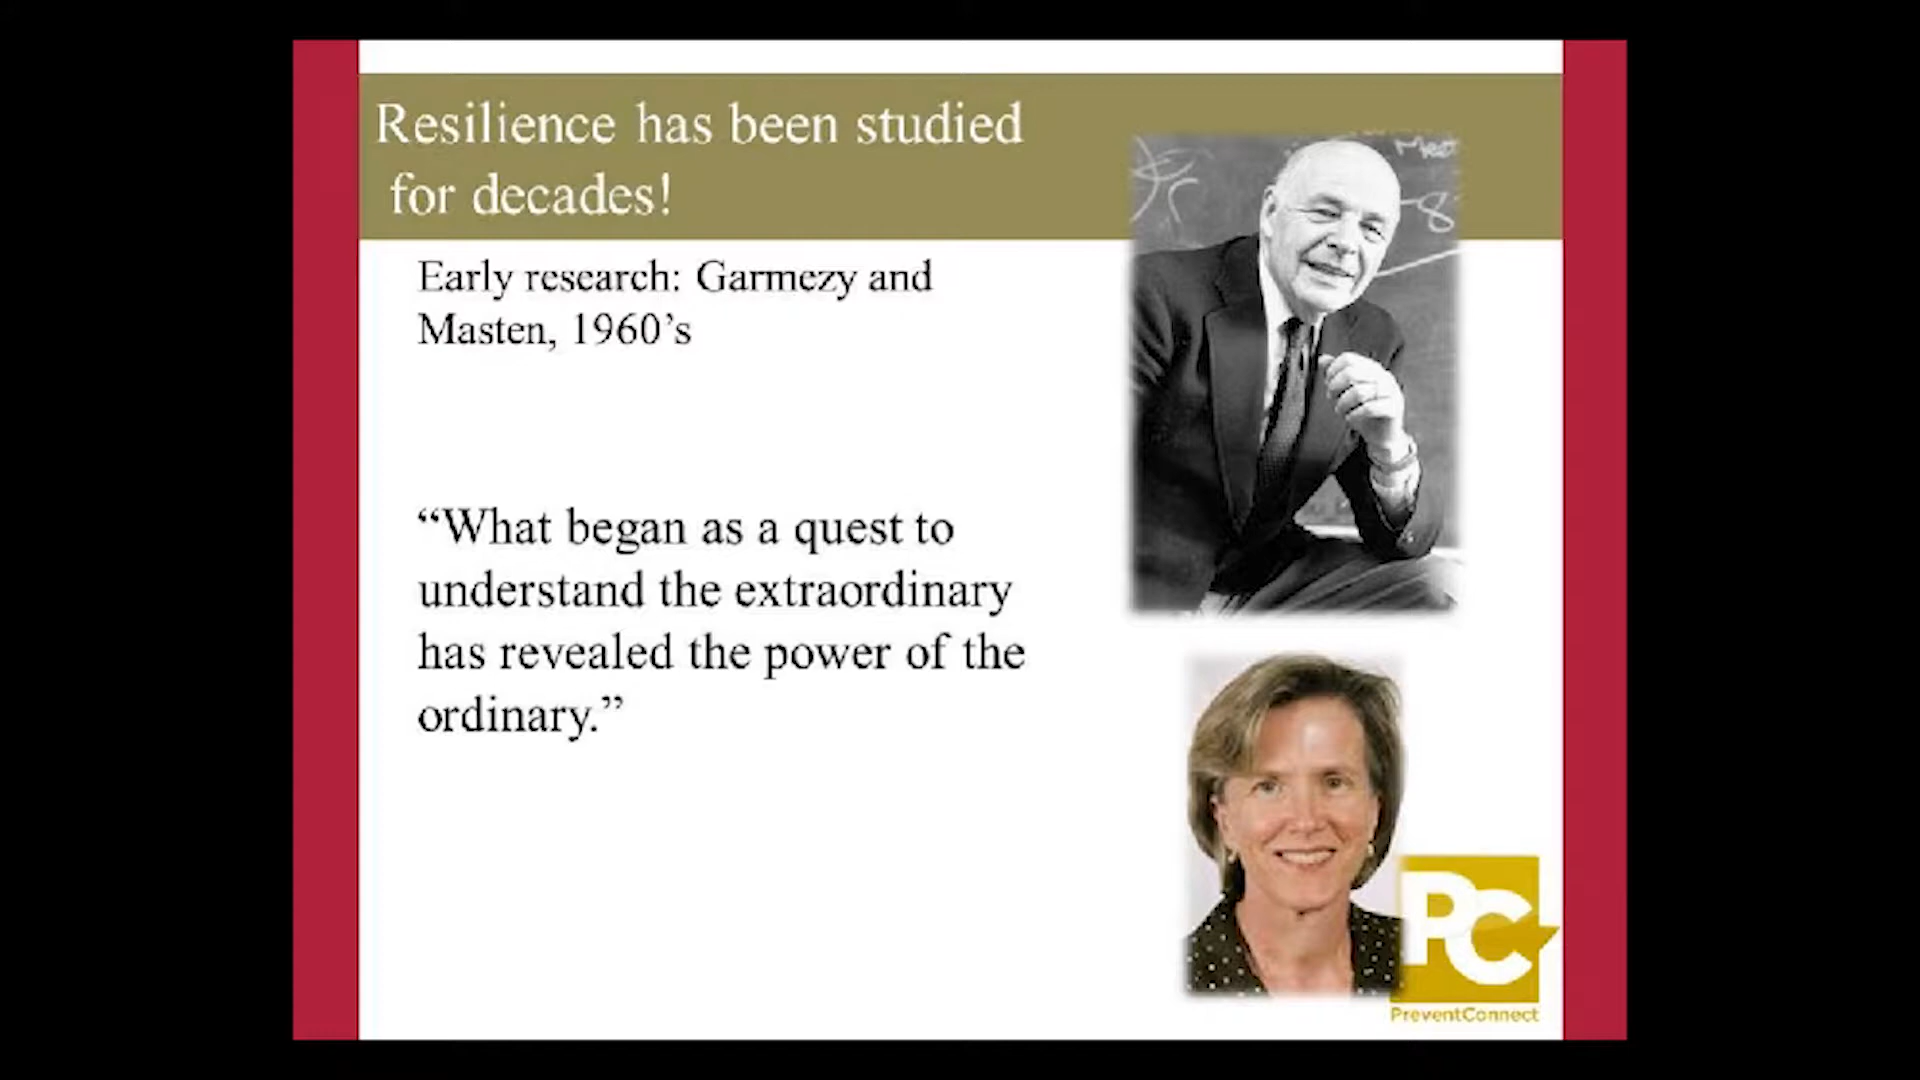 Resilience has been studied
for decades!
Early research: Garmezy and
Masten, 1960’s
“What began as a quest to
understand the extraordinary
has revealed the power of the
ordinary.”
PC
PreventConnect